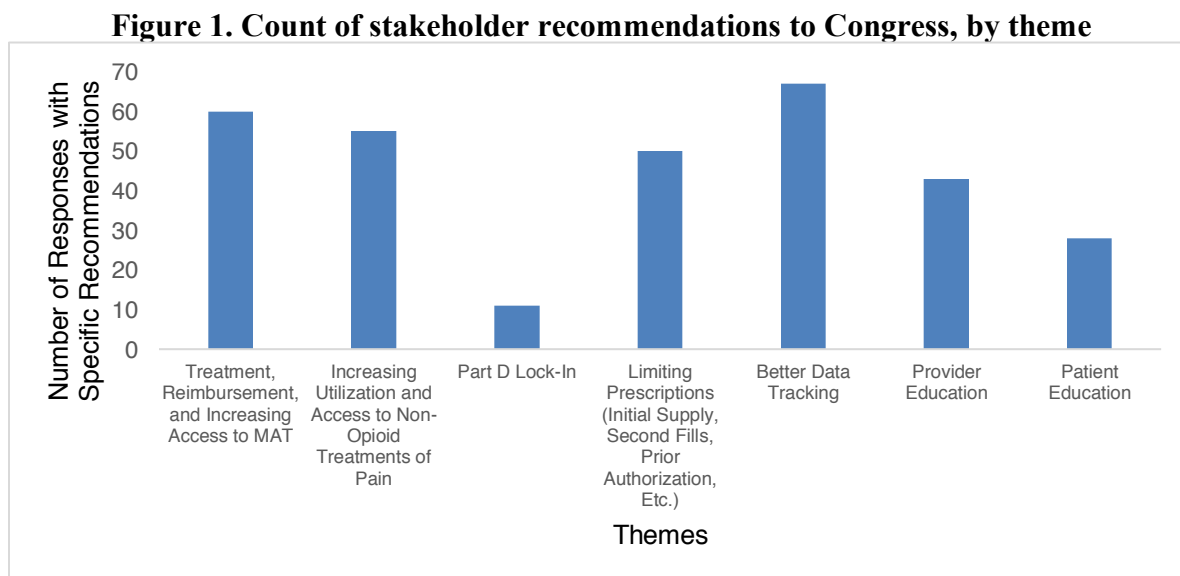 Figure 1. Count of stakeholder recommendations to Congress, by theme
Number of Responses with
Specific Recommendations
70
60
50
40
30
20
10
0
Treatment,
Reimbursement,
and Increasing
Access to MAT
Increasing
Utilization and
Access to Non-
Opioid
Treatments of
Pain
Part D Lock-In
Limiting
Prescriptions
(Initial Supply,
Second Fills,
Prior
Authorization,
Etc.)
Better Data
Tracking
Provider
Education
Patient
Education
Themes